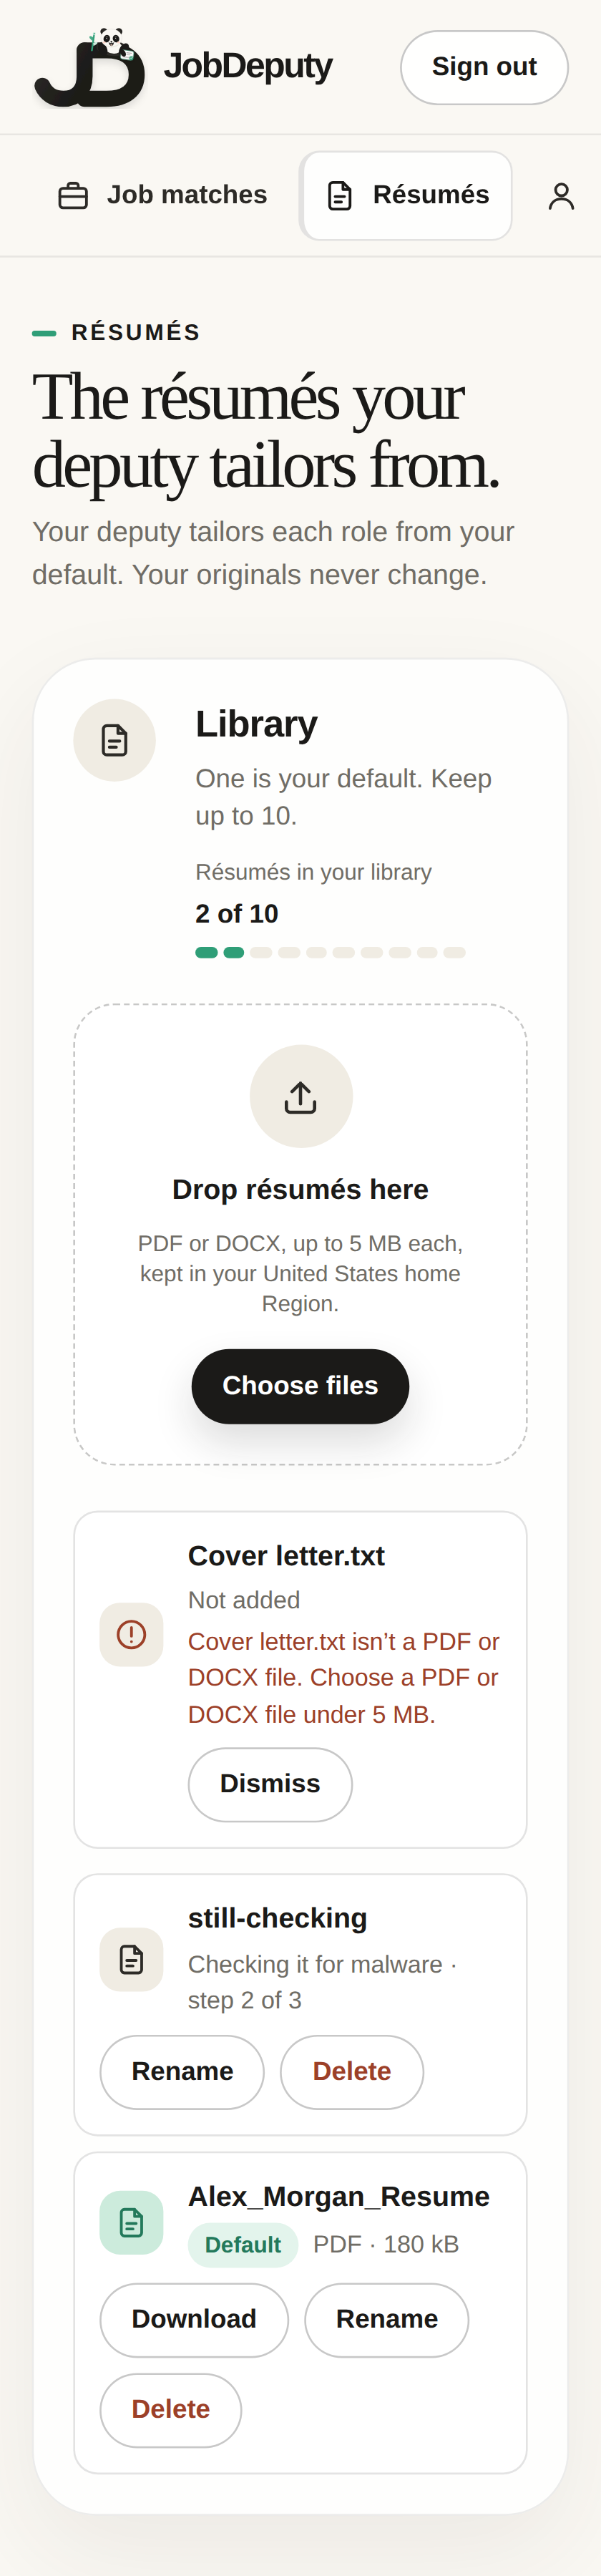 JobDeputy
Sign out
Job matches
Résumés
RÉSUMÉS
The résumés your
deputy tailors from.
Your deputy tailors each role from your
default. Your originals never change.
Library
One is your default. Keep
up to 10.
Résumés in your library
2 of 10
Drop résumés here
PDF or DOCX, up to 5 MB each,
kept in your United States home
Region.
Choose files
Cover letter.txt
Not added
Cover letter.txt isn’t a PDF or
DOCX file. Choose a PDF or
DOCX file under 5 MB.
Dismiss
still-checking
Checking it for malware ·
step 2 of 3
Rename
Delete
Alex_Morgan_Resume
Default
PDF · 180 kB
Download
Rename
Delete